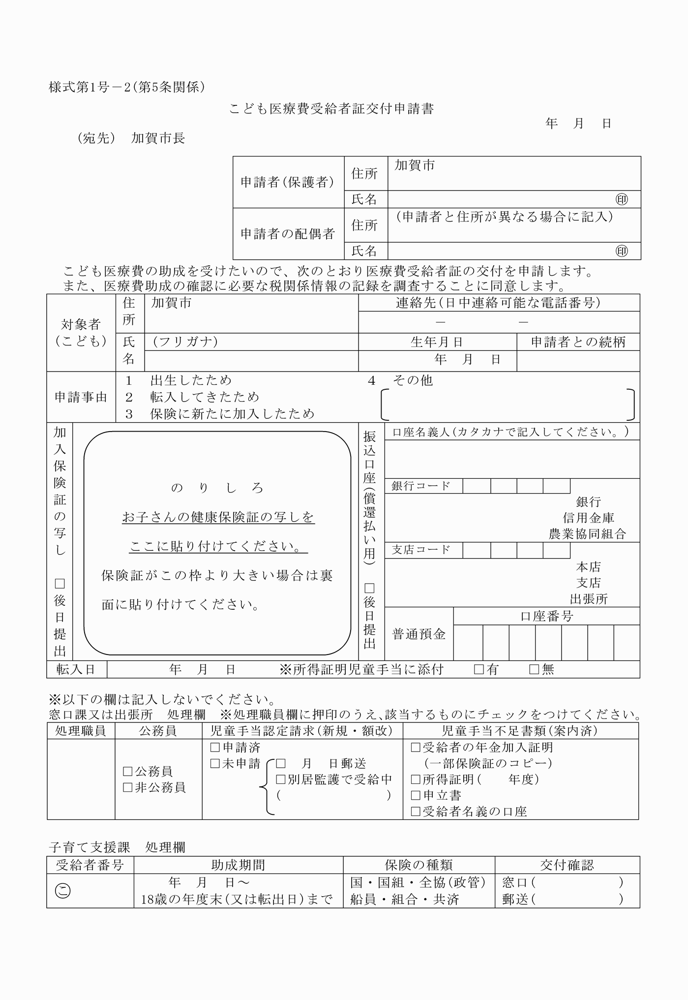 様式第1号－2(第5条関係)
こども医療費受給者証交付申請書
年　月　日
(宛先)　加賀市長
申請者(保護者)　住所　加賀市
氏名　㊞
申請者の配偶者　住所　(申請者と住所が異なる場合に記入)
氏名　㊞
こども医療費の助成を受けたいので、次のとおり医療費受給者証の交付を申請します。
また、医療費助成の確認に必要な税関係情報の記録を調査することに同意します。
対象者
(こども)
住所　加賀市
連絡先(日中連絡可能な電話番号)
－　　－
氏名　(フリガナ)
生年月日　申請者との続柄
年　月　日
申請事由
1　出生したため
2　転入してきたため
3　保険に新たに加入したため
4　その他
加入保険証の写し　□後日提出
のりしろ
お子さんの健康保険証の写しを
ここに貼り付けてください。
保険証がこの枠より大きい場合は裏
面に貼り付けてください。
振込口座(償還払い用)　□後日提出
口座名義人(カタカナで記入してください。)
銀行コード
銀行
信用金庫
農業協同組合
支店コード
本店
支店
出張所
普通預金　口座番号
転入日　年　月　日　※所得証明児童手当に添付　□有　□無
※以下の欄は記入しないでください。
窓口課又は出張所　処理欄　※処理職員欄に押印のうえ、該当するものにチェックをつけてください。
処理職員　公務員　児童手当認定請求(新規・額改)　児童手当不足書類(案内済)
□公務員
□非公務員
□申請済
□未申請　□　月　日郵送
□別居監護で受給中
(　　　)
□受給者の年金加入証明
(一部保険証のコピー)
□所得証明(　　年度)
□申立書
□受給者名義の口座
子育て支援課　処理欄
受給者番号　助成期間　保険の種類　交付確認
㋙
年　月　日～
18歳の年度末(又は転出日)まで
国・国組・全協(政管)
船員・組合・共済
窓口(　　　)
郵送(　　　)